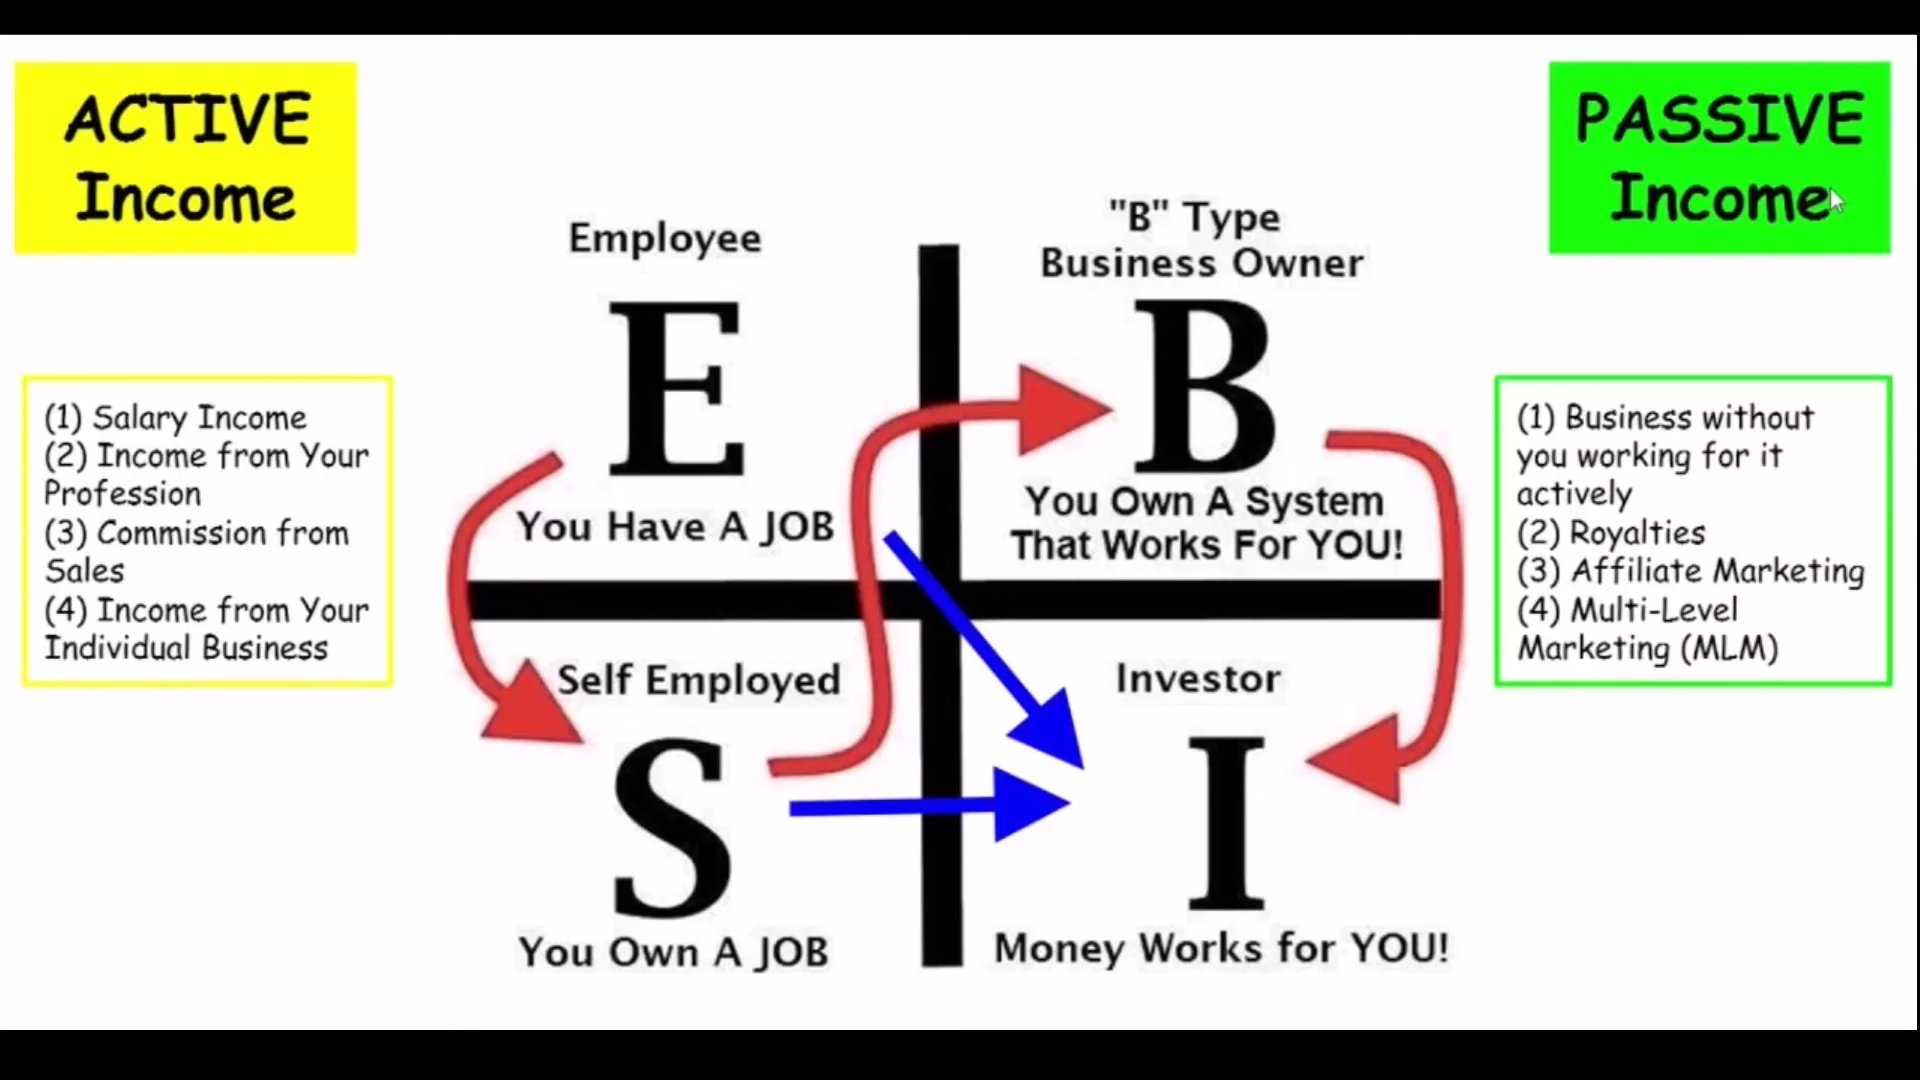 ACTIVE
Income
PASSIVE
Income
Employee
E
You Have A JOB
"B" Type
Business Owner
B
You Own A System
That Works For YOU!
(1) Salary Income
(2) Income from Your
Profession
(3) Commission from
Sales
(4) Income from Your
Individual Business
(1) Business without
you working for it
actively
(2) Royalties
(3) Affiliate Marketing
(4) Multi-Level
Marketing (MLM)
Self Employed
S
You Own A JOB
Investor
I
Money Works for YOU!